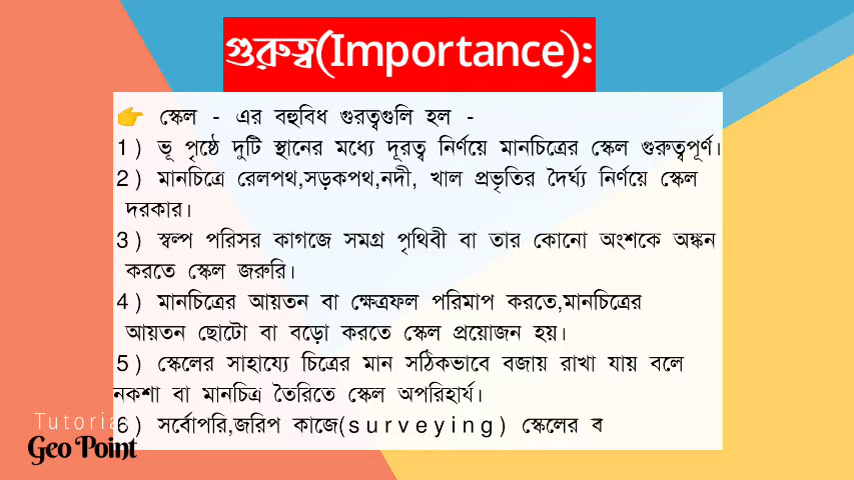 গুরুত্ব(Importance):
👉 স্কেল - এর বহুবিধ গুরত্বগুলি হল -
1) ভূ পৃষ্ঠে দুটি স্থানের মধ্যে দূরত্ব নির্ণয়ে মানচিত্রের স্কেল গুরুত্বপূর্ণ।
2) মানচিত্রে রেলপথ,সড়কপথ,নদী, খাল প্রভৃতির দৈর্ঘ্য নির্ণয়ে স্কেল
দরকার।
3) স্বল্প পরিসর কাগজে সমগ্র পৃথিবী বা তার কোনো অংশকে অঙ্কন
করতে স্কেল জরুরি।
4) মানচিত্রের আয়তন বা ক্ষেত্রফল পরিমাপ করতে,মানচিত্রের
আয়তন ছোটো বা বড়ো করতে স্কেল প্রয়োজন হয়।
5) স্কেলের সাহায্যে চিত্রের মান সঠিকভাবে বজায় রাখা যায় বলে
নকশা বা মানচিত্র তৈরিতে স্কেল অপরিহার্য।
6) সর্বোপরি,জরিপ কাজে(surveying) স্কেলের ব
Tutoria
Geo Point